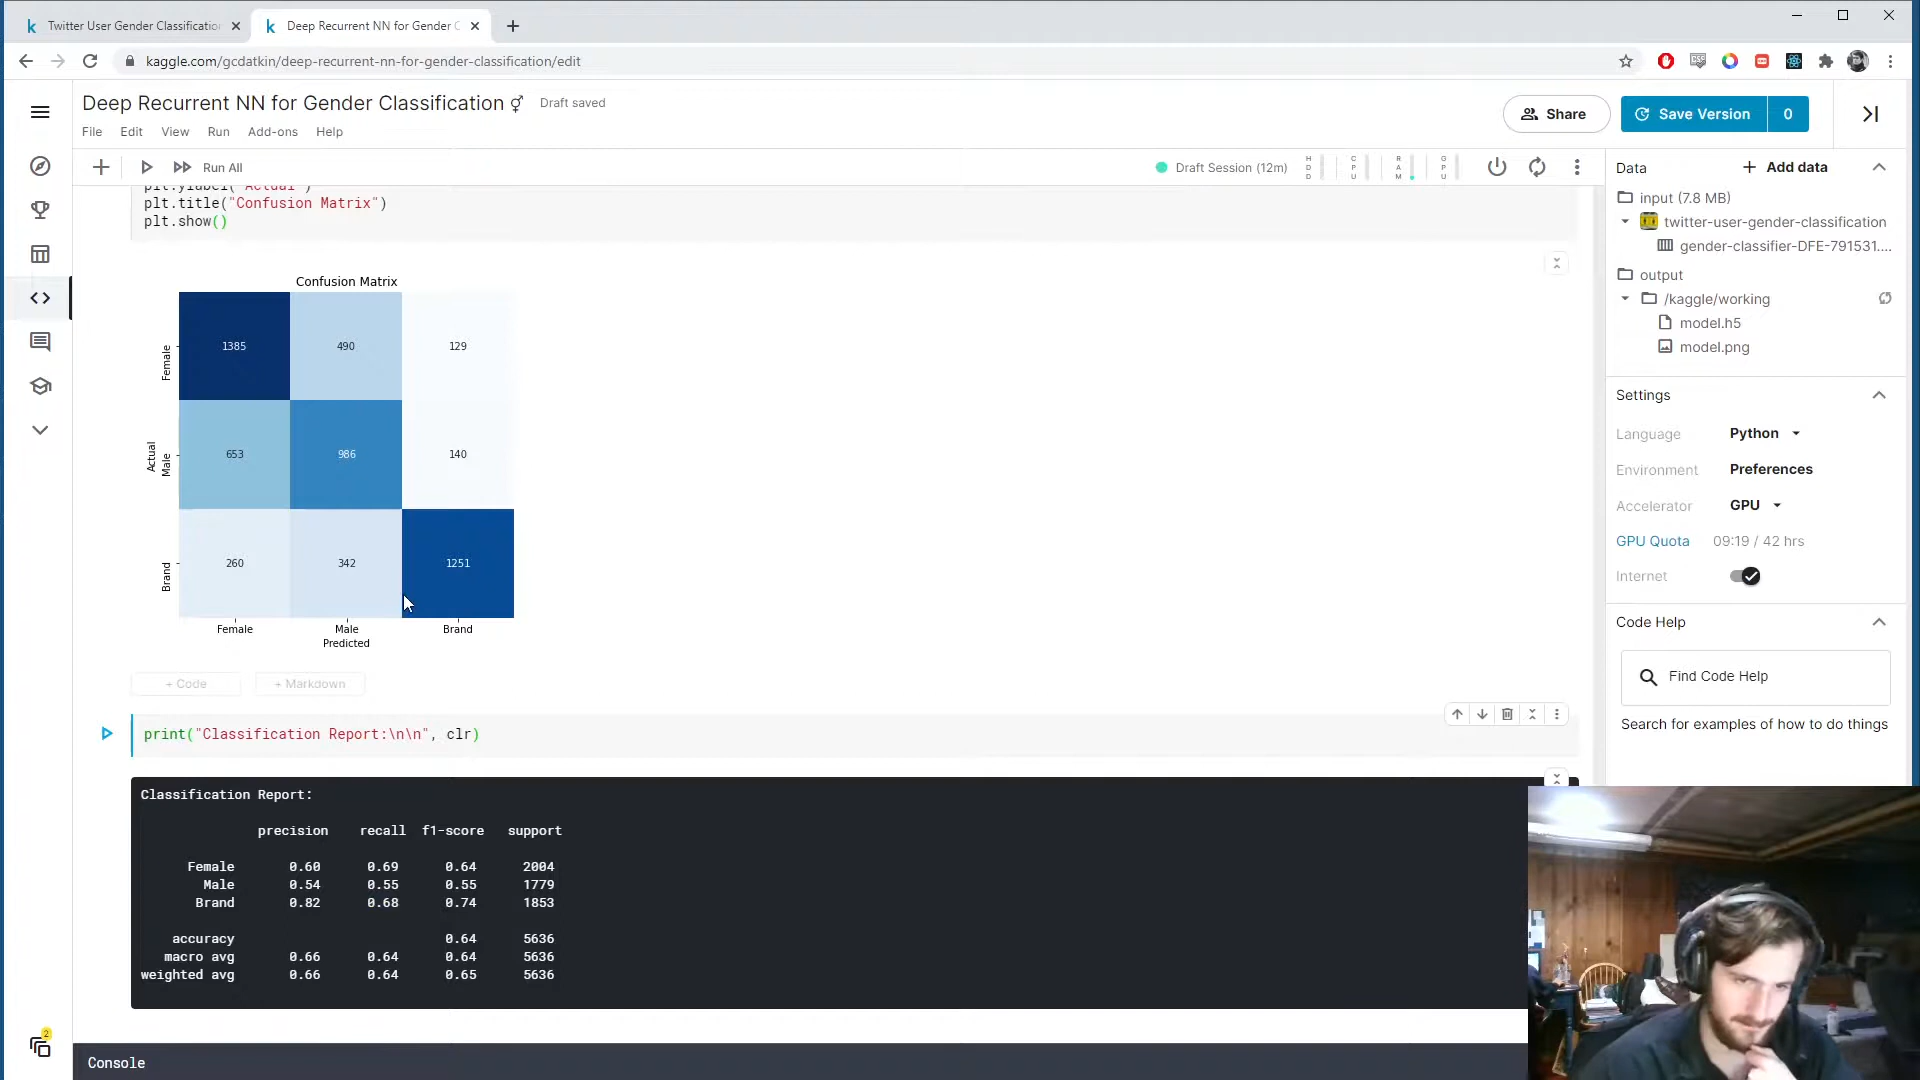 Twitter User Gender Classificatio
Deep Recurrent NN for Gender C
kaggle.com/gcdatkin/deep-recurrent-nn-for-gender-classification/edit
Deep Recurrent NN for Gender Classification ⚥
Draft saved
File Edit View Run Add-ons Help
Share
Save Version 0
Run All
Draft Session (12m)
HDD
CPU
RAM
GPU
plt.ylabel("Actual")
plt.title("Confusion Matrix")
plt.show()
Confusion Matrix
Female 1385 490 129
Actual
Male 653 986 140
Brand 260 342 1251
Female Male Brand
Predicted
+ Code + Markdown
print("Classification Report:\n\n", clr)
Classification Report:
precision recall f1-score support
Female 0.60 0.69 0.64 2004
Male 0.54 0.55 0.55 1779
Brand 0.82 0.68 0.74 1853
accuracy 0.64 5636
macro avg 0.66 0.64 0.64 5636
weighted avg 0.66 0.64 0.65 5636
Console
2
Data
Add data
input (7.8 MB)
twitter-user-gender-classification
gender-classifier-DFE-791531....
output
/kaggle/working
model.h5
model.png
Settings
Language Python
Environment Preferences
Accelerator GPU
GPU Quota 09:19 / 42 hrs
Internet
Code Help
Find Code Help
Search for examples of how to do things